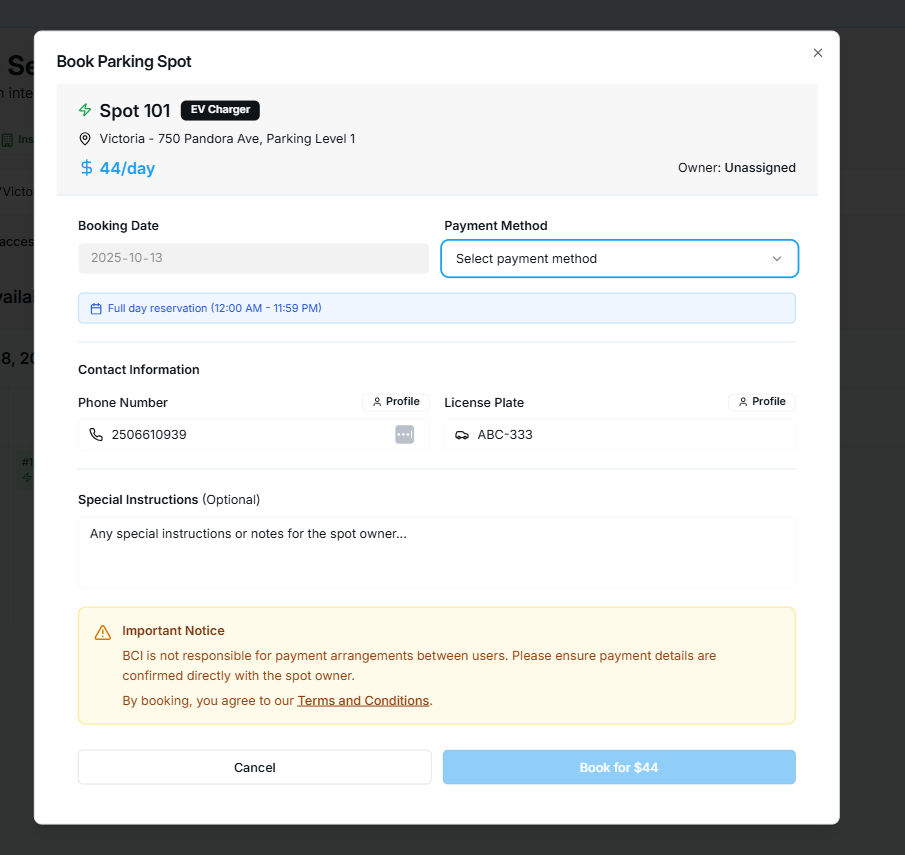 Book Parking Spot
Spot 101 EV Charger
Victoria - 750 Pandora Ave, Parking Level 1
$ 44/day
Owner: Unassigned
Booking Date
Payment Method
2025-10-13
Select payment method
Full day reservation (12:00 AM - 11:59 PM)
Contact Information
Phone Number
Profile
License Plate
Profile
2506610939
ABC-333
Special Instructions (Optional)
Any special instructions or notes for the spot owner...
Important Notice
BCI is not responsible for payment arrangements between users. Please ensure payment details are
confirmed directly with the spot owner.
By booking, you agree to our Terms and Conditions.
Cancel
Book for $44